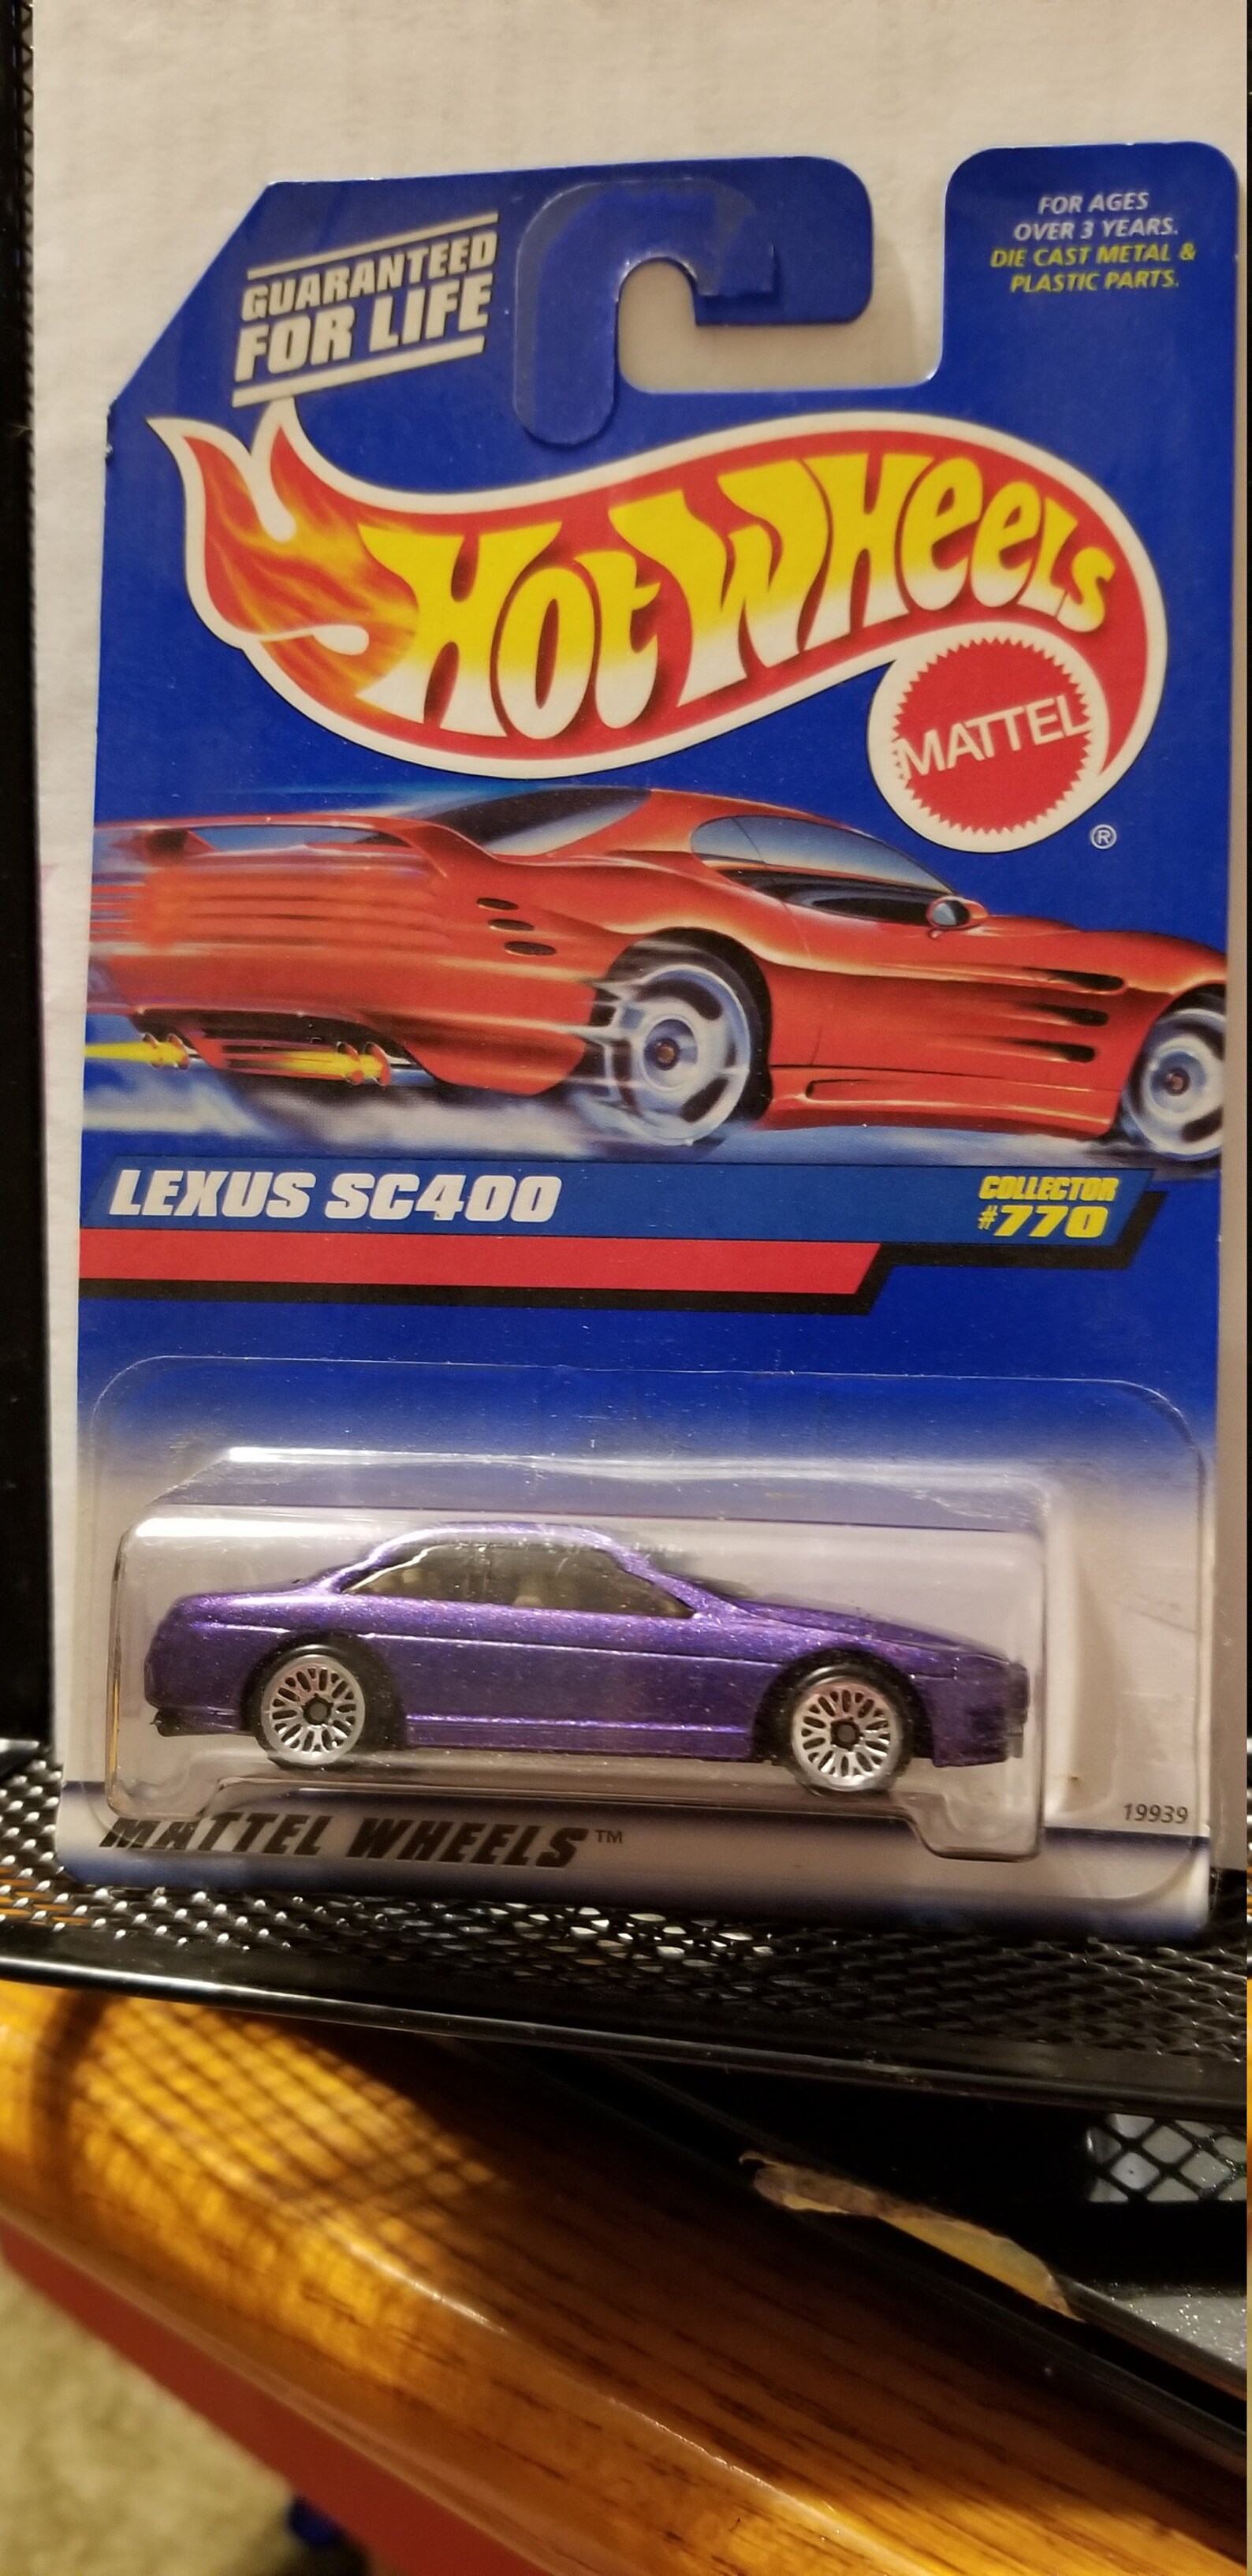 GUARANTEED
FOR LIFE
FOR AGES
OVER 3 YEARS.
DIE CAST METAL &
PLASTIC PARTS.
HOT WHEELS
MATTEL
®
LEXUS SC400
COLLECTOR
#770
19939
MATTEL WHEELS™